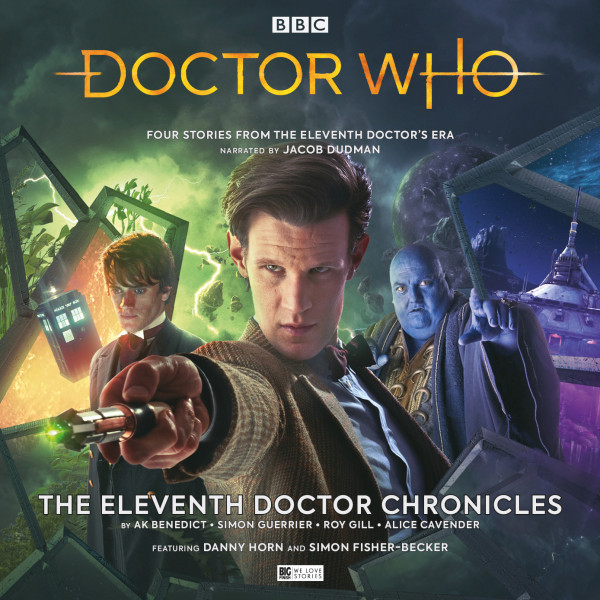 BBC
DOCTOR WHO
FOUR STORIES FROM THE ELEVENTH DOCTOR'S ERA
NARRATED BY JACOB DUDMAN
THE ELEVENTH DOCTOR CHRONICLES
BY AK BENEDICT • SIMON GUERRIER • ROY GILL • ALICE CAVENDER
FEATURING DANNY HORN AND SIMON FISHER-BECKER
BIG FINISH WE LOVE STORIES